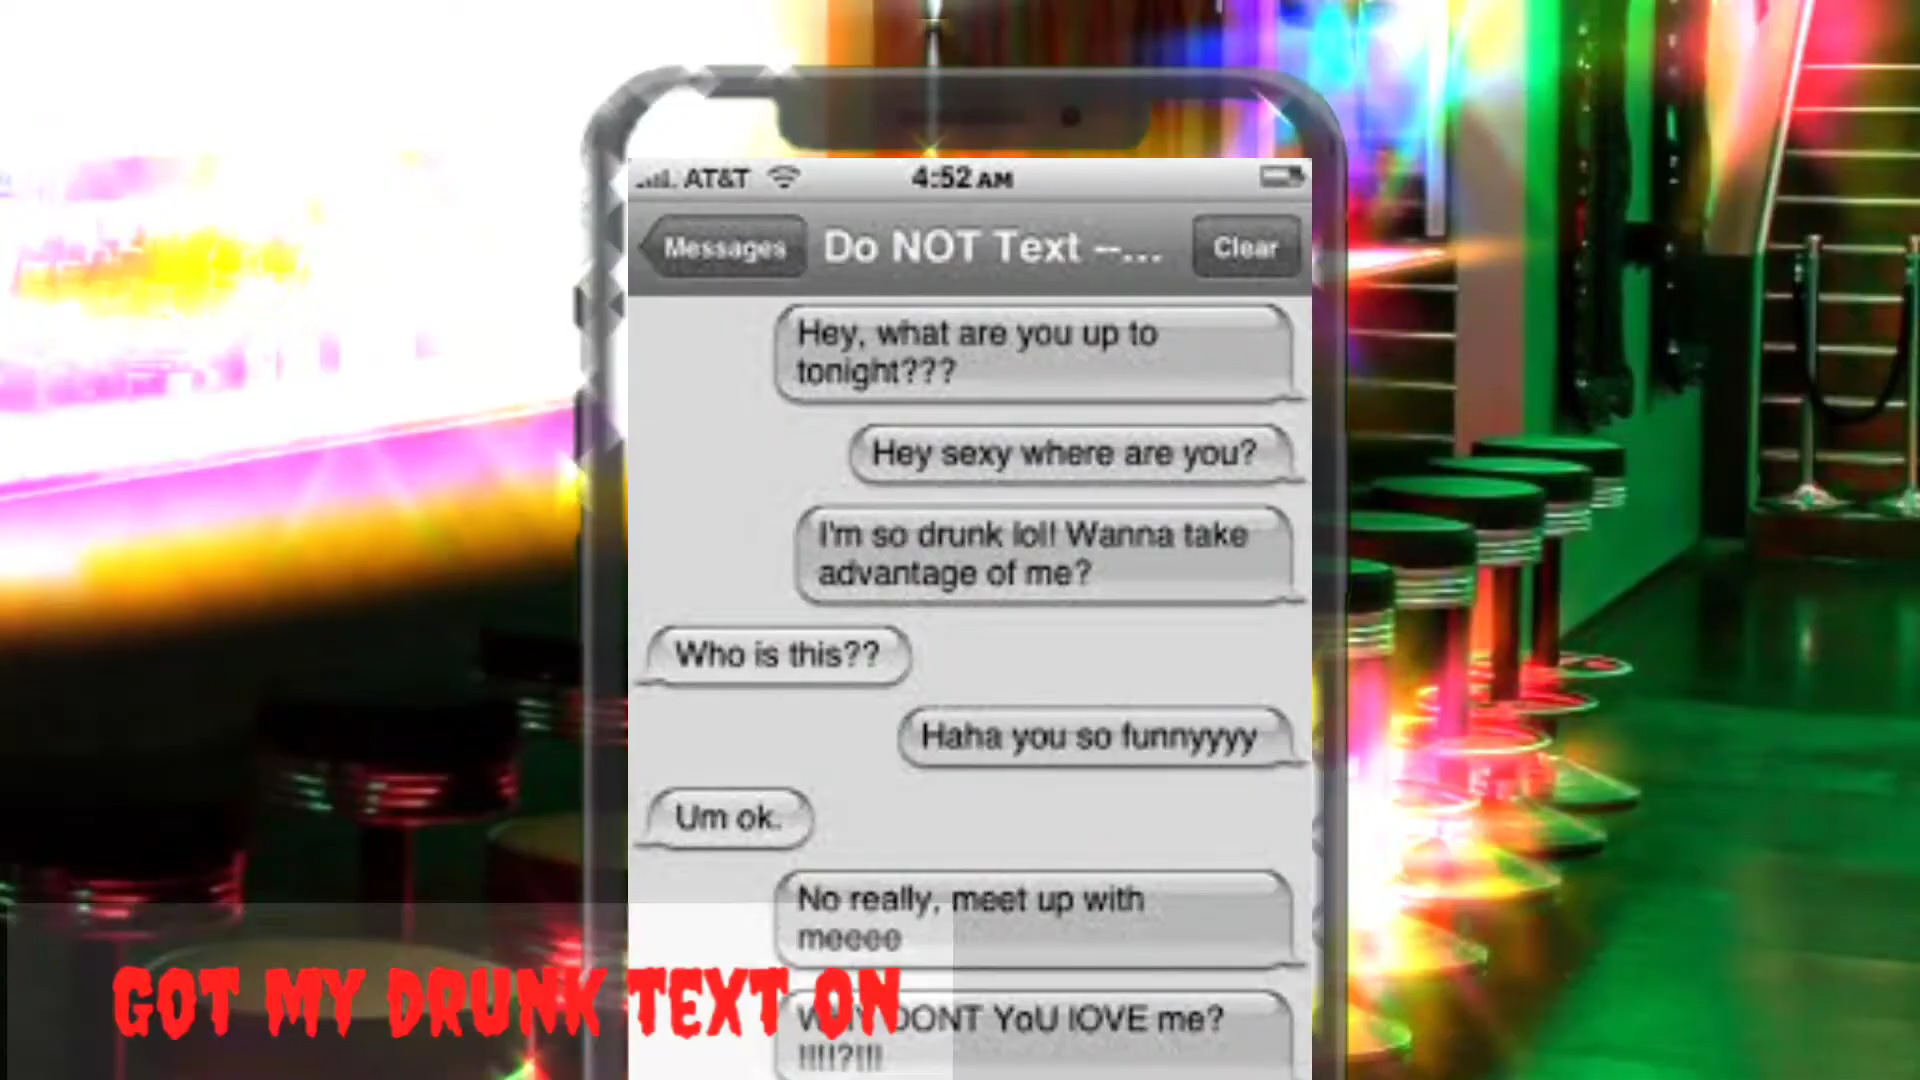 AT&T 4:52 AM
Messages Do NOT Text --... Clear
Hey, what are you up to
tonight???
Hey sexy where are you?
I'm so drunk lol! Wanna take
advantage of me?
Who is this??
Haha you so funnyyyy
Um ok.
No really, meet up with
meeee
WHY DONT YoU lOVE me?
!!!!?!!!
GOT MY DRUNK TEXT ON